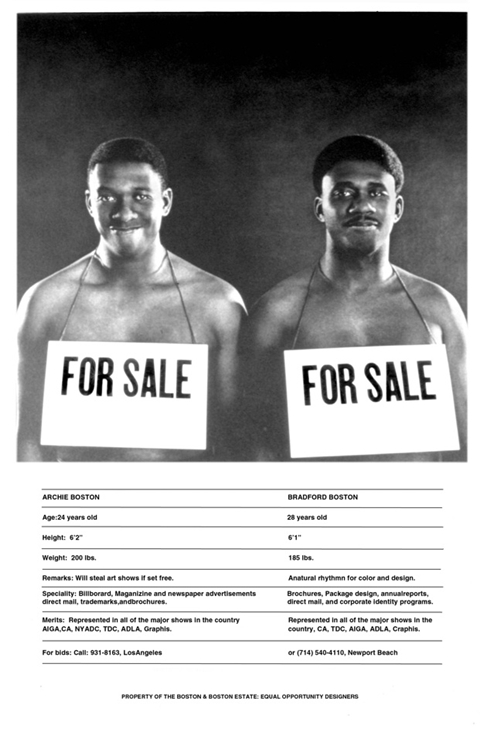 FOR SALE
FOR SALE
ARCHIE BOSTON
BRADFORD BOSTON
Age:24 years old
28 years old
Height: 6'2"
6'1"
Weight: 200 lbs.
185 lbs.
Remarks: Will steal art shows if set free.
Anatural rhythmn for color and design.
Speciality: Billborard, Maganizine and newspaper advertisements
direct mail, trademarks,andbrochures.
Brochures, Package design, annualreports,
direct mail, and corporate identity programs.
Merits: Represented in all of the major shows in the country
AIGA,CA, NYADC, TDC, ADLA, Graphis.
Represented in all of the major shows in the
country, CA, TDC, AIGA, ADLA, Craphis.
For bids: Call: 931-8163, LosAngeles
or (714) 540-4110, Newport Beach
PROPERTY OF THE BOSTON & BOSTON ESTATE: EQUAL OPPORTUNITY DESIGNERS